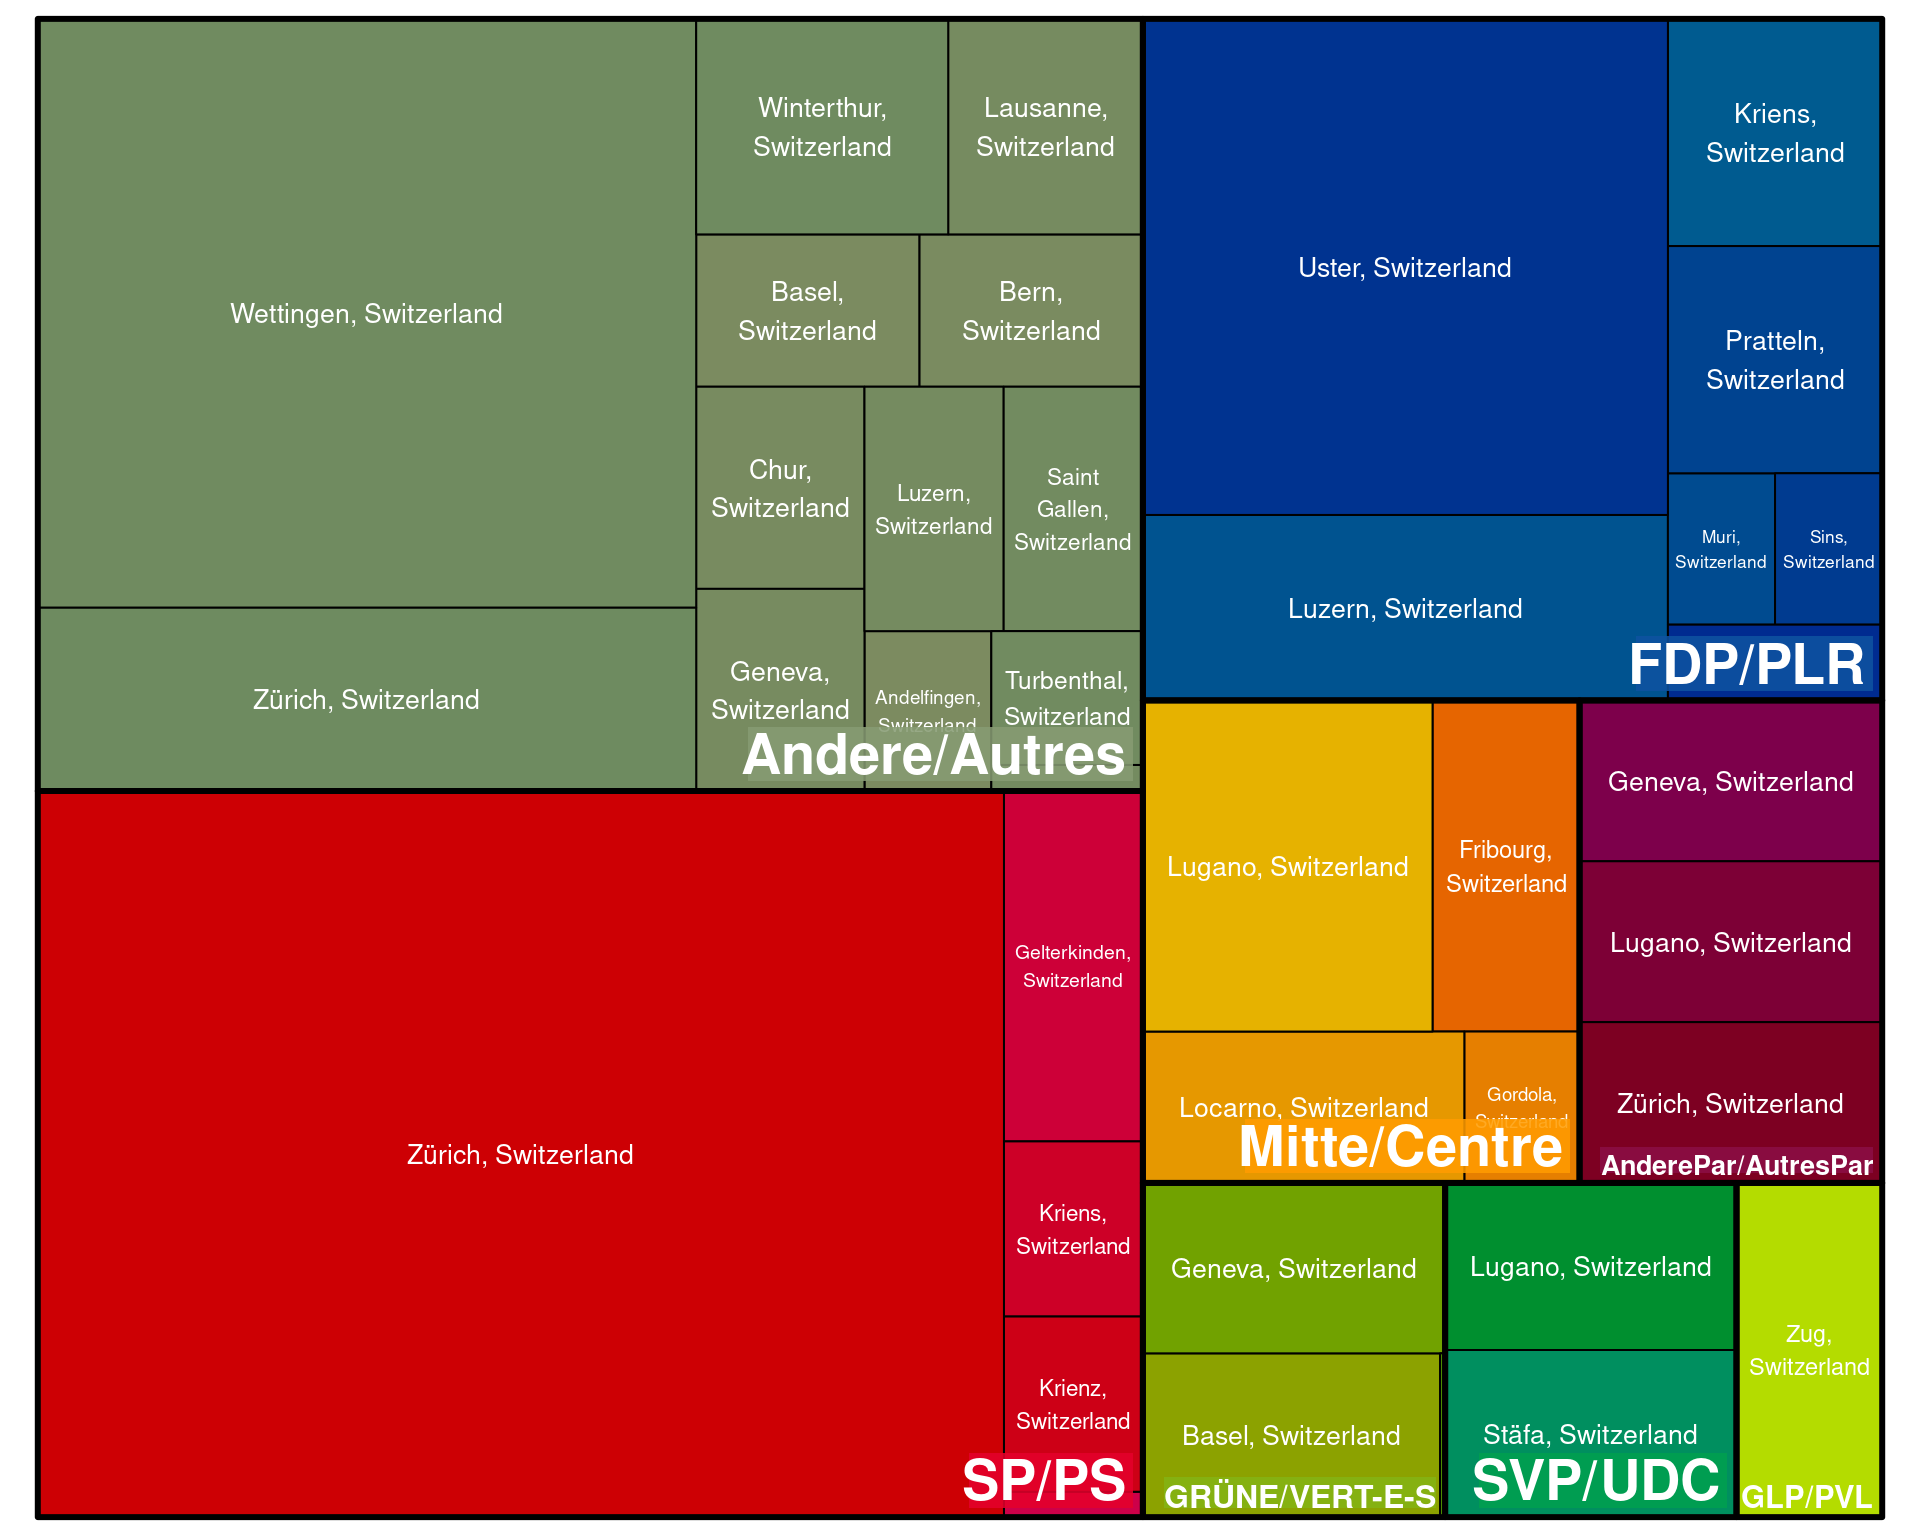 Wettingen, Switzerland
Zürich, Switzerland
Winterthur,
Switzerland
Lausanne,
Switzerland
Basel,
Switzerland
Bern,
Switzerland
Chur,
Switzerland
Luzern,
Switzerland
Saint
Gallen,
Switzerland
Geneva,
Switzerland
Andelfingen,
Switzerland
Turbenthal,
Switzerland
Andere/Autres
Uster, Switzerland
Kriens,
Switzerland
Pratteln,
Switzerland
Muri,
Switzerland
Sins,
Switzerland
Luzern, Switzerland
FDP/PLR
Zürich, Switzerland
Gelterkinden,
Switzerland
Kriens,
Switzerland
Krienz,
Switzerland
SP/PS
Lugano, Switzerland
Fribourg,
Switzerland
Locarno, Switzerland
Gordola,
Switzerland
Mitte/Centre
Geneva, Switzerland
Lugano, Switzerland
Zürich, Switzerland
AnderePar/AutresPar
Geneva, Switzerland
Basel, Switzerland
GRÜNE/VERT-E-S
Lugano, Switzerland
Stäfa, Switzerland
SVP/UDC
Zug,
Switzerland
GLP/PVL